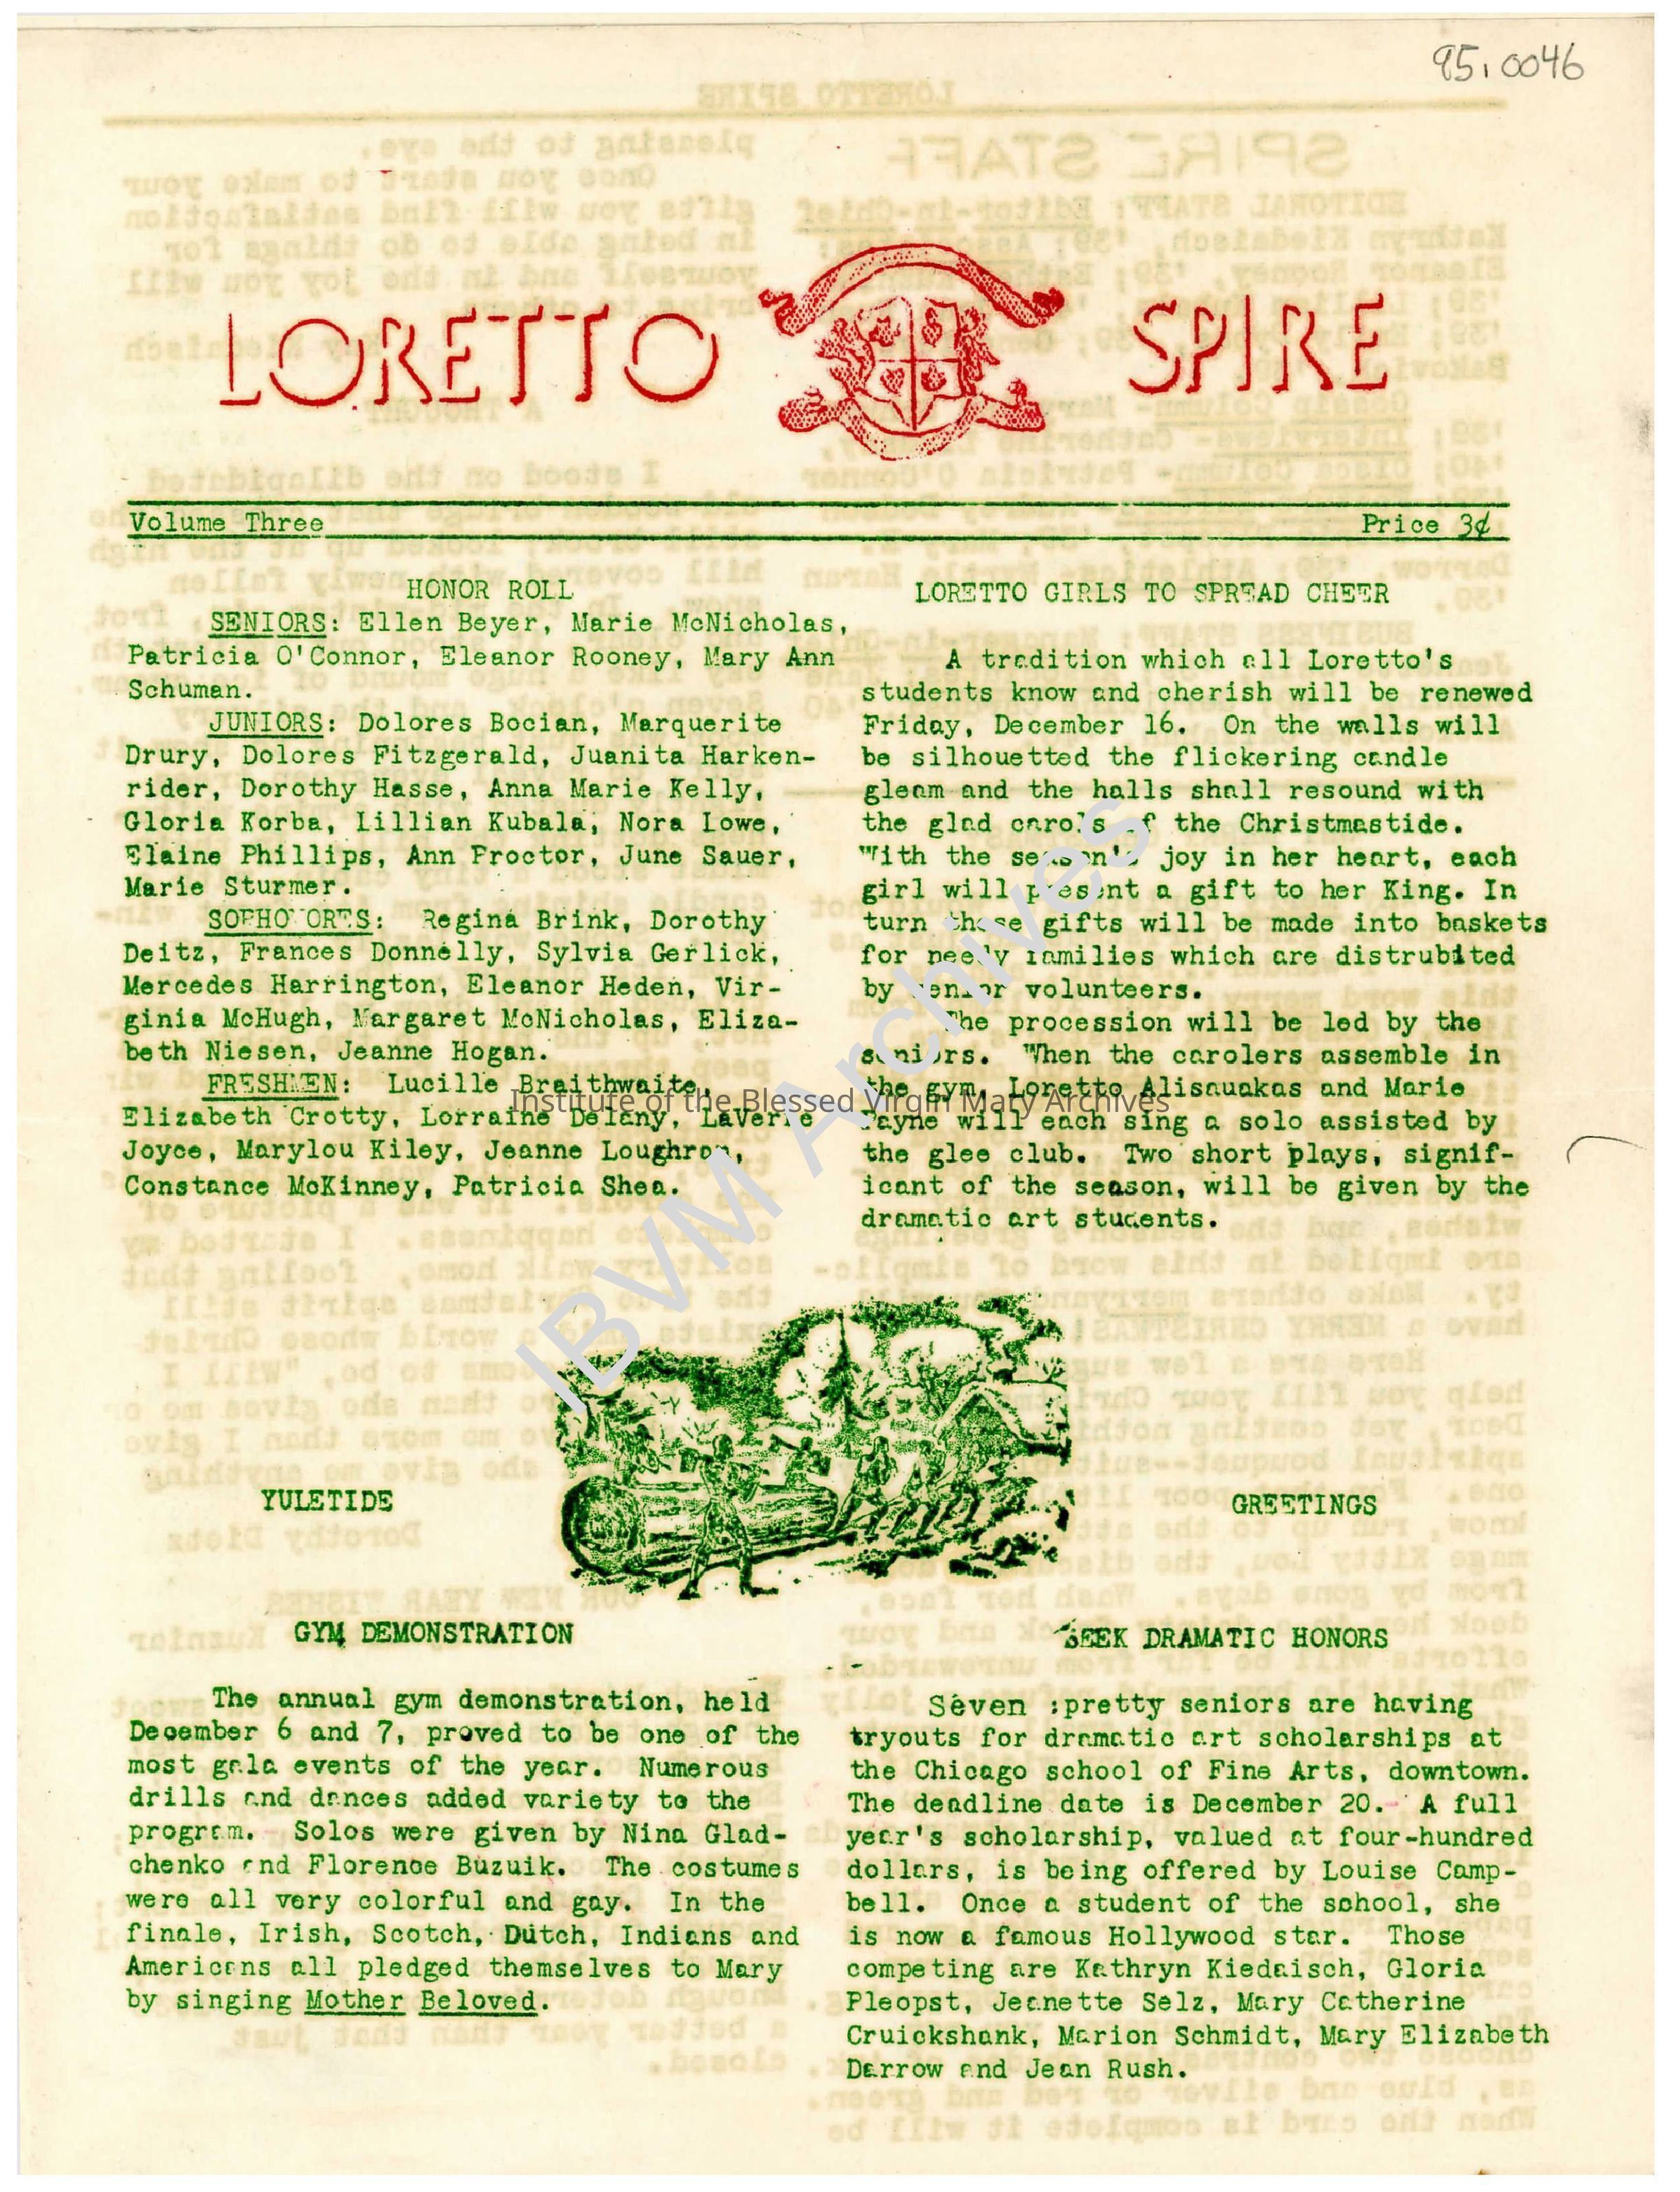 95.0046
LORETTO SPIRE
Volume Three
Price 3¢
HONOR ROLL
SENIORS: Ellen Beyer, Marie McNicholas,
Patricia O'Connor, Eleanor Rooney, Mary Ann
Schuman.
JUNIORS: Dolores Bocian, Marquerite
Drury, Dolores Fitzgerald, Juanita Harken-
rider, Dorothy Hasse, Anna Marie Kelly,
Gloria Korba, Lillian Kubala, Nora Lowe,
Elaine Phillips, Ann Proctor, June Sauer,
Marie Sturmer.
SOPHOMORES: Regina Brink, Dorothy
Deitz, Frances Donnelly, Sylvia Gerlick,
Mercedes Harrington, Eleanor Heden, Vir-
ginia McHugh, Margaret McNicholas, Eliza-
beth Niesen, Jeanne Hogan.
FRESHMEN: Lucille Braithwaite,
Elizabeth Crotty, Lorraine Delany, LaVerne
Joyce, Marylou Kiley, Jeanne Loughran,
Constance McKinney, Patricia Shea.
LORETTO GIRLS TO SPREAD CHEER
A tradition which all Loretto's
students know and cherish will be renewed
Friday, December 16. On the walls will
be silhouetted the flickering candle
gleam and the halls shall resound with
the glad carols of the Christmastide.
With the season's joy in her heart, each
girl will present a gift to her King. In
turn these gifts will be made into baskets
for needy families which are distrubited
by senior volunteers.
The procession will be led by the
seniors. When the carolers assemble in
the gym, Loretto Alisauakas and Marie
Payne will each sing a solo assisted by
the glee club. Two short plays, signif-
icant of the season, will be given by the
dramatic art students.
IBVM Archives
Institute of the Blessed Virgin Mary Archives
YULETIDE
GREETINGS
GYM DEMONSTRATION
The annual gym demonstration, held
December 6 and 7, proved to be one of the
most gala events of the year. Numerous
drills and dances added variety to the
program. Solos were given by Nina Glad-
chenko and Florence Buzuik. The costumes
were all very colorful and gay. In the
finale, Irish, Scotch, Dutch, Indians and
Americans all pledged themselves to Mary
by singing Mother Beloved.
SEEK DRAMATIC HONORS
Seven :pretty seniors are having
tryouts for dramatic art scholarships at
the Chicago school of Fine Arts, downtown.
The deadline date is December 20. A full
year's scholarship, valued at four-hundred
dollars, is being offered by Louise Camp-
bell. Once a student of the school, she
is now a famous Hollywood star. Those
competing are Kathryn Kiedaisch, Gloria
Pleopst, Jeanette Selz, Mary Catherine
Cruickshank, Marion Schmidt, Mary Elizabeth
Darrow and Jean Rush.